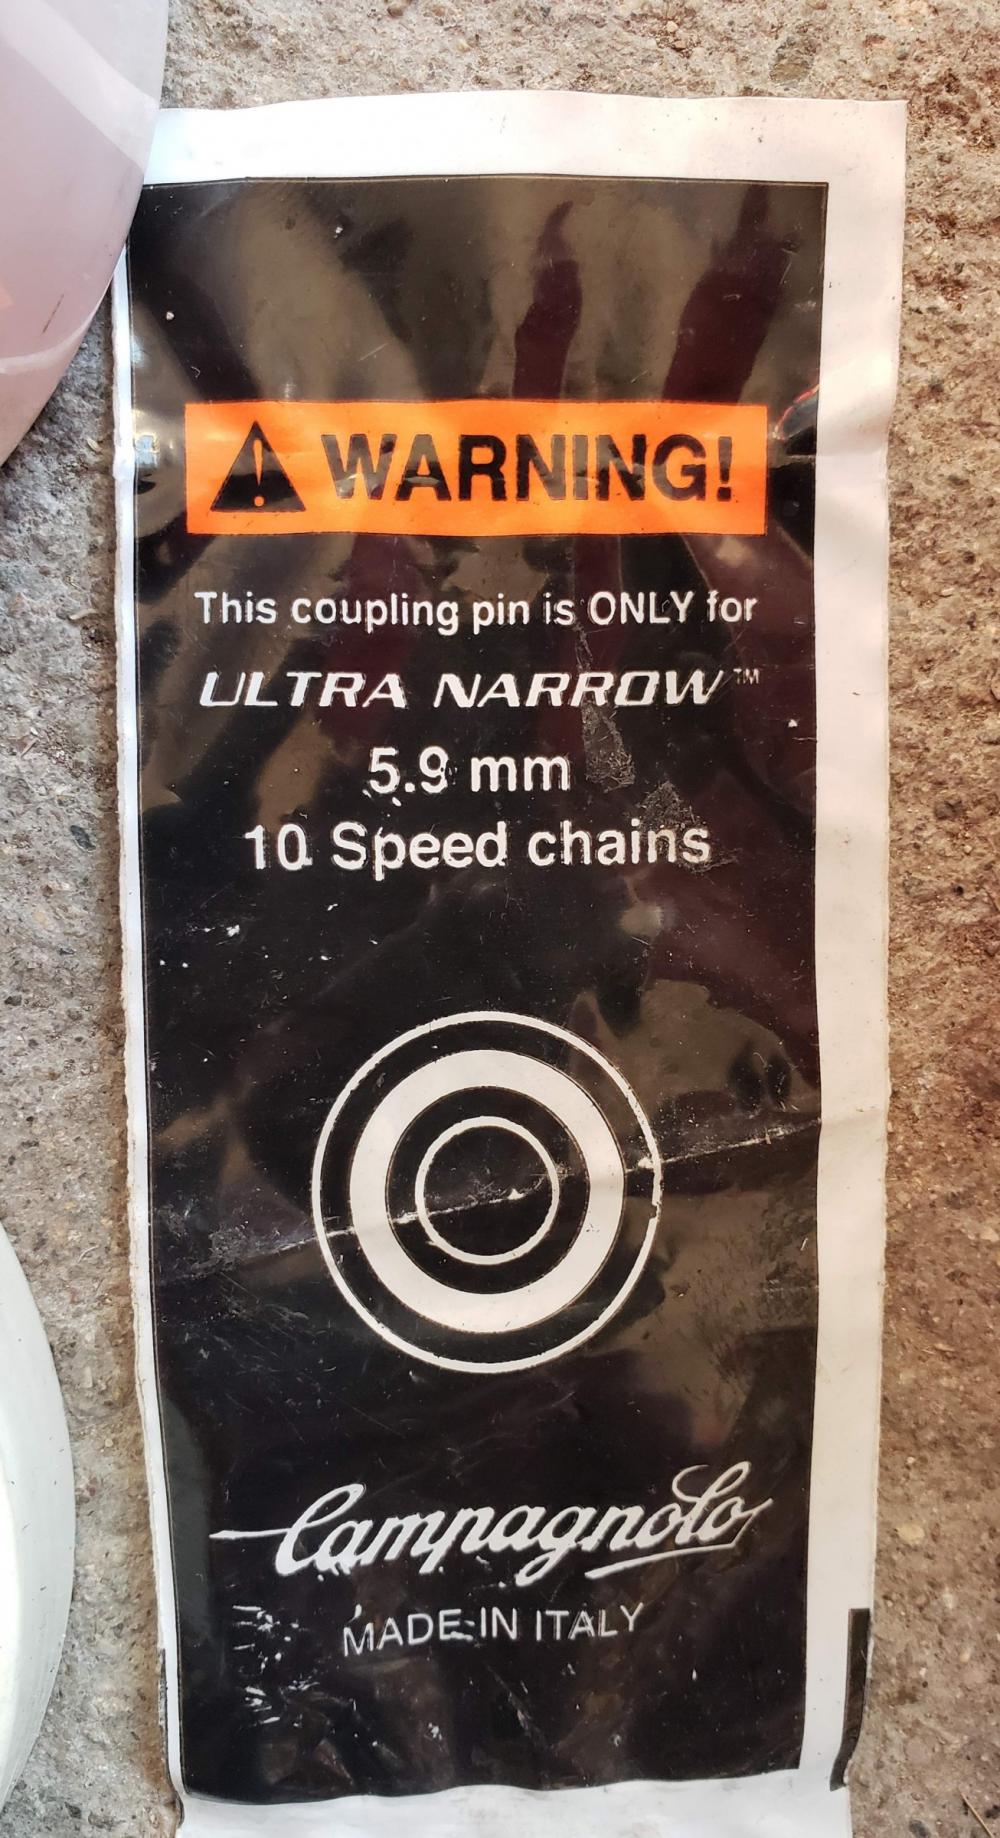 WARNING!
This coupling pin is ONLY for
ULTRA NARROW™
5.9 mm
10 Speed chains
Campagnolo
MADE IN ITALY